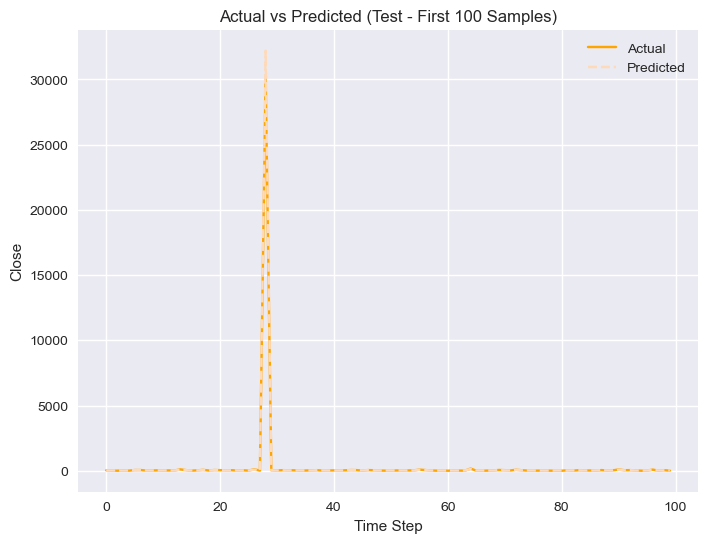 Actual vs Predicted (Test - First 100 Samples)
Actual
Predicted
30000
25000
20000
15000
10000
5000
0
Close
0 20 40 60 80 100
Time Step